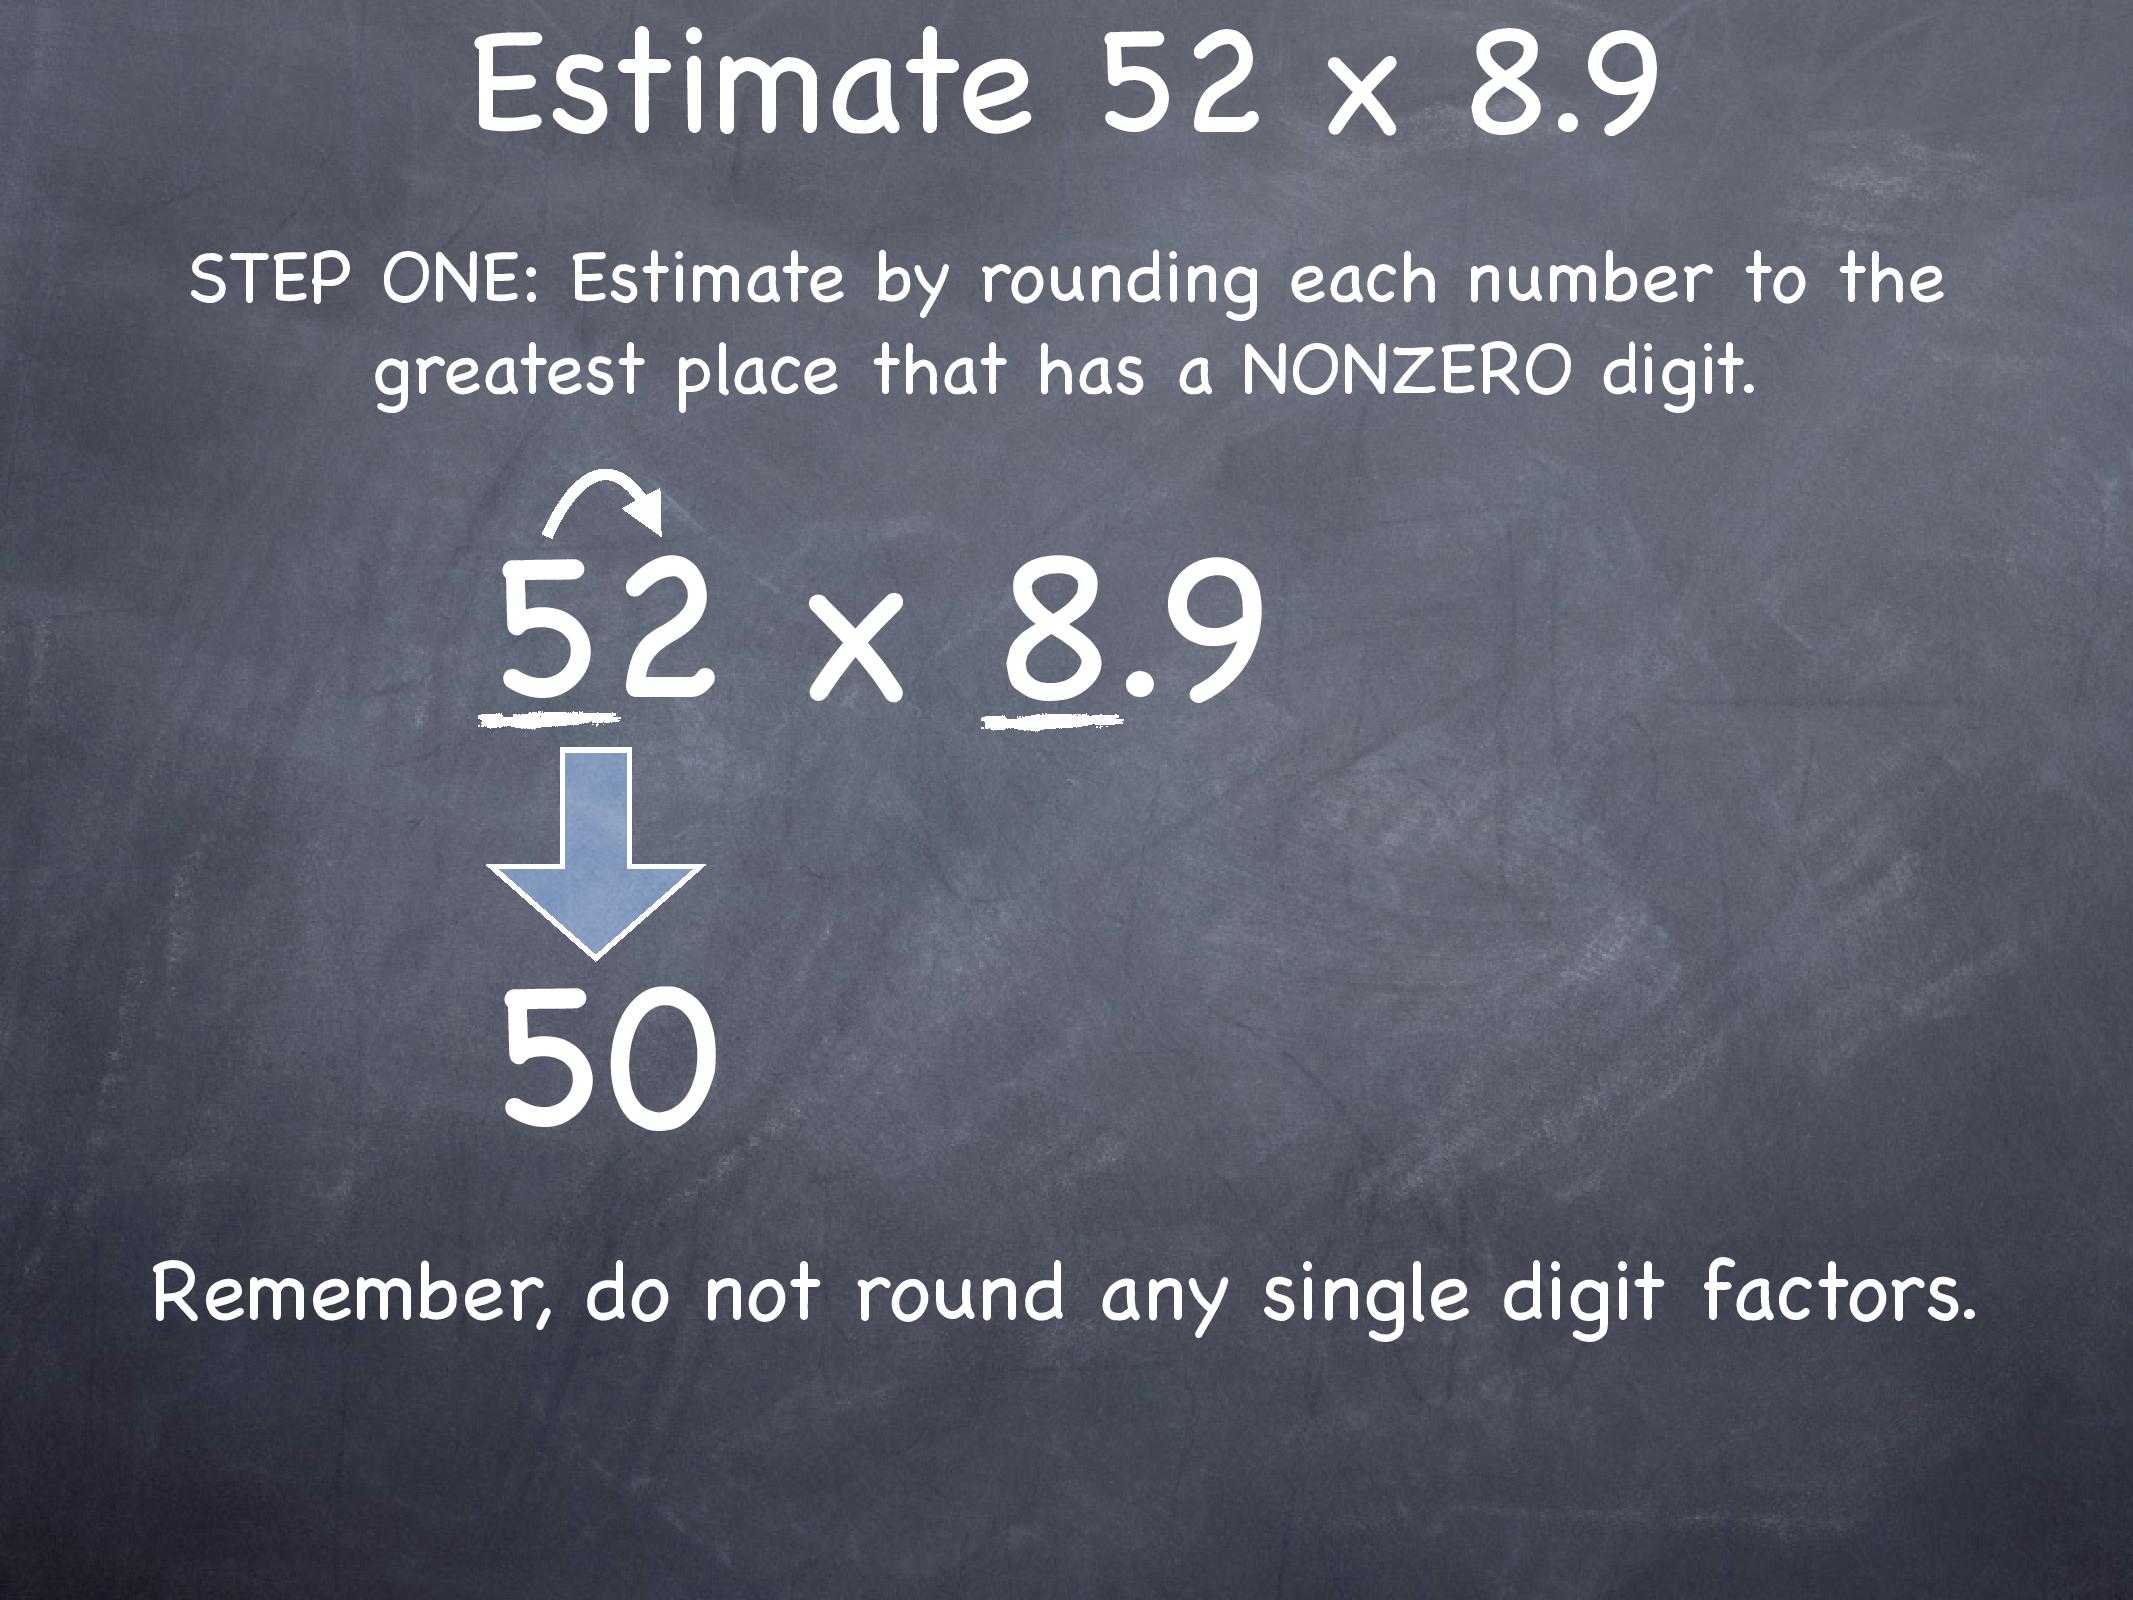 Estimate 52 x 8.9
STEP ONE: Estimate by rounding each number to the
greatest place that has a NONZERO digit.
52 x 8.9
50
Remember, do not round any single digit factors.